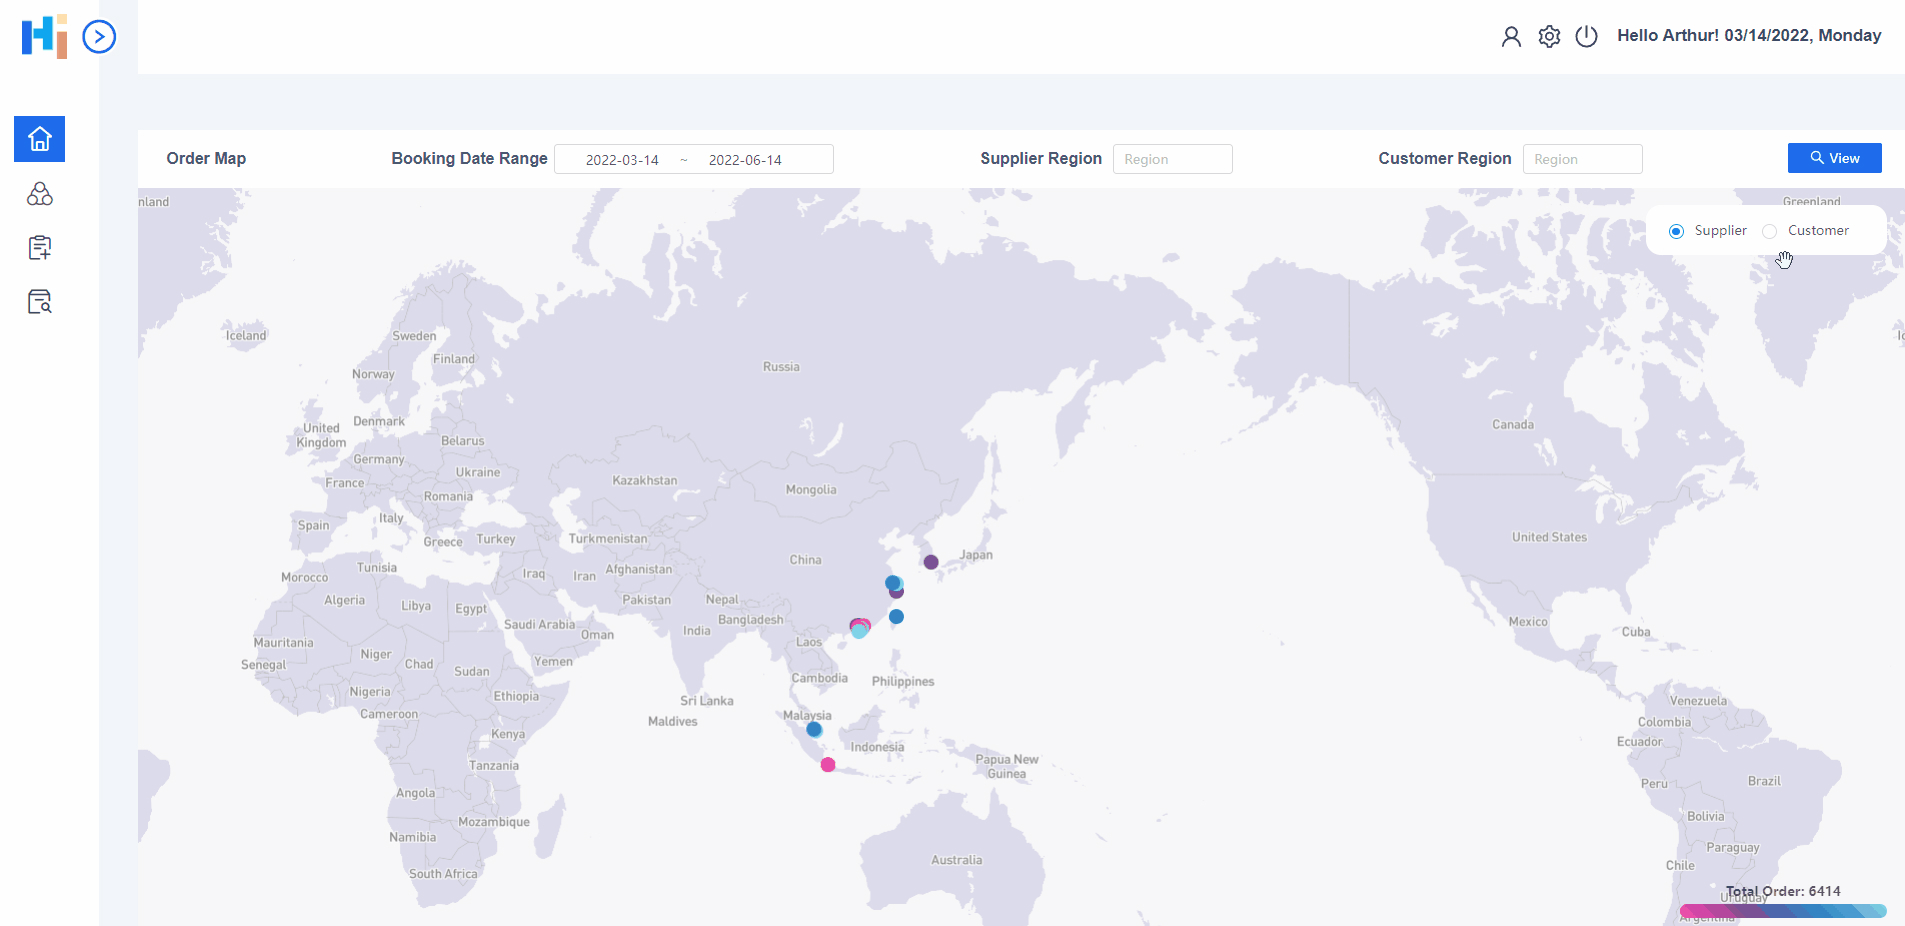 Hi
Hello Arthur! 03/14/2022, Monday
Order Map
Booking Date Range
2022-03-14 ~ 2022-06-14
Supplier Region
Region
Customer Region
Region
View
Supplier
Customer
nland
Greenland
Iceland
Sweden
Finland
Norway
Russia
United
Kingdom
Denmark
Belarus
Canada
Germany
Ukraine
France
Kazakhstan
Mongolia
Romania
Spain
Italy
Greece
Turkey
Turkmenistan
United States
China
Japan
Morocco
Tunisia
Iraq
Iran
Afghanistan
Algeria
Libya
Egypt
Pakistan
Nepal
Saudi Arabia
Bangladesh
Mexico
Cuba
Mauritania
Oman
India
Laos
Senegal
Niger
Chad
Sudan
Yemen
Cambodia
Philippines
Nigeria
Ethiopia
Sri Lanka
Venezuela
Cameroon
Maldives
Malaysia
Colombia
Kenya
Indonesia
Ecuador
Tanzania
Papua New
Guinea
Angola
Peru
Brazil
Mozambique
Bolivia
Namibia
Paraguay
Australia
Chile
South Africa
Total Order: 6414
Uruguay
Argentina